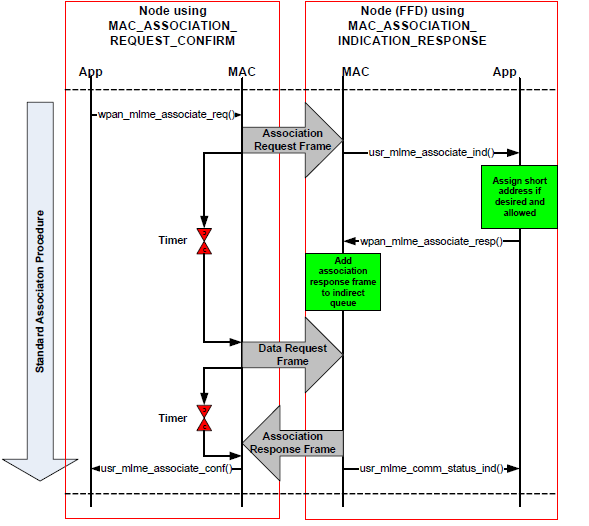 Node using
MAC_ASSOCIATION_
REQUEST_CONFIRM
Node (FFD) using
MAC_ASSOCIATION_
INDICATION_RESPONSE
App
MAC
MAC
App
wpan_mlme_associate_req()
Association
Request Frame
usr_mlme_associate_ind()
Assign short
address if
desired and
allowed
Timer
wpan_mlme_associate_resp()
Add
association
response frame
to indirect
queue
Standard Association Procedure
Data Request
Frame
Timer
Association
Response Frame
usr_mlme_associate_conf()
usr_mlme_comm_status_ind()